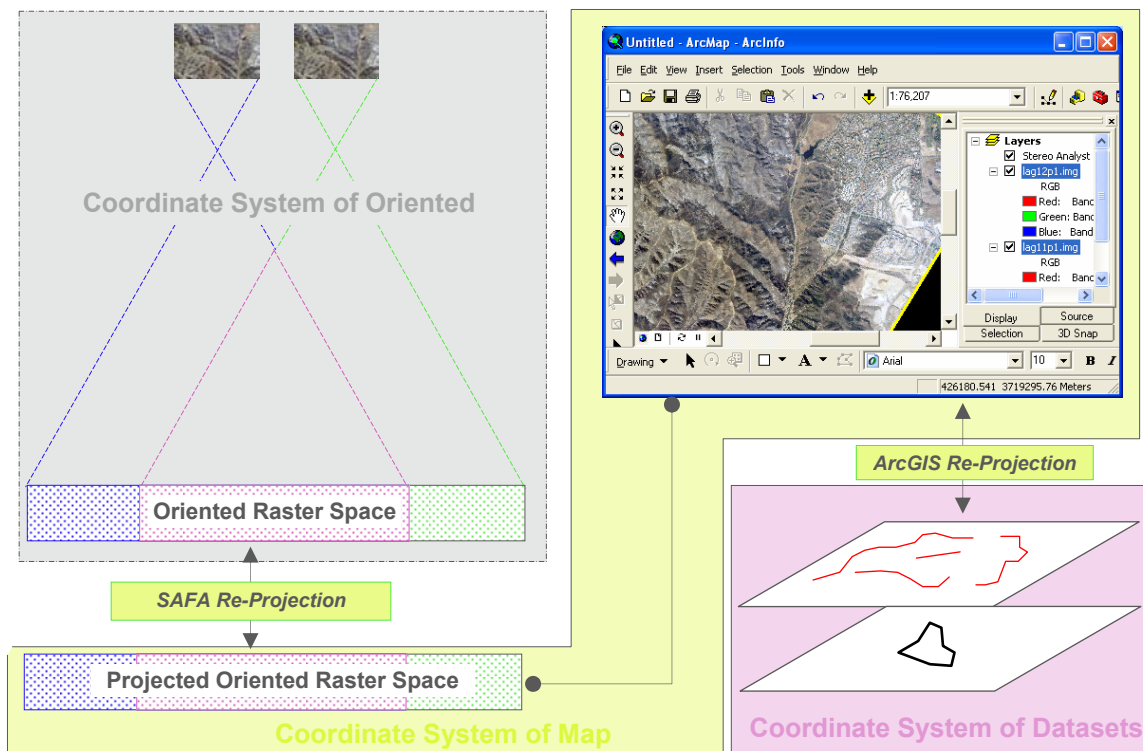 Coordinate System of Oriented
Oriented Raster Space
SAFA Re-Projection
Projected Oriented Raster Space
Coordinate System of Map
Untitled - ArcMap - ArcInfo
File Edit View Insert Selection Tools Window Help
1:76,207
Layers
Stereo Analyst
lag12p1.img
RGB
Red: Banc
Green: Banc
Blue: Band
lag11p1.img
RGB
Red: Banc
Display Source
Selection 3D Snap
Drawing A Arial 10 B I
426180.541 3719295.76 Meters
ArcGIS Re-Projection
Coordinate System of Datasets